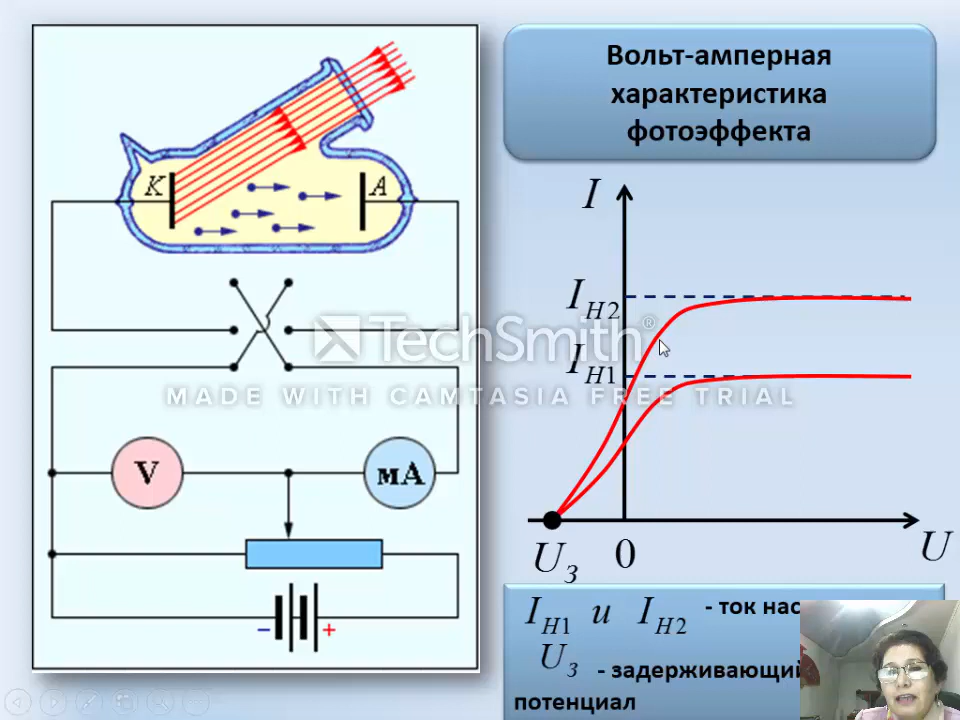 Вольт-амперная
характеристика
фотоэффекта
K
A
V
мА
- +
I
I H2
I H1
U з
0
U
I H1 и I H2 - ток
U з - задерживающий
потенциал
TechSmith®
MADE WITH CAMTASIA FREE TRIAL